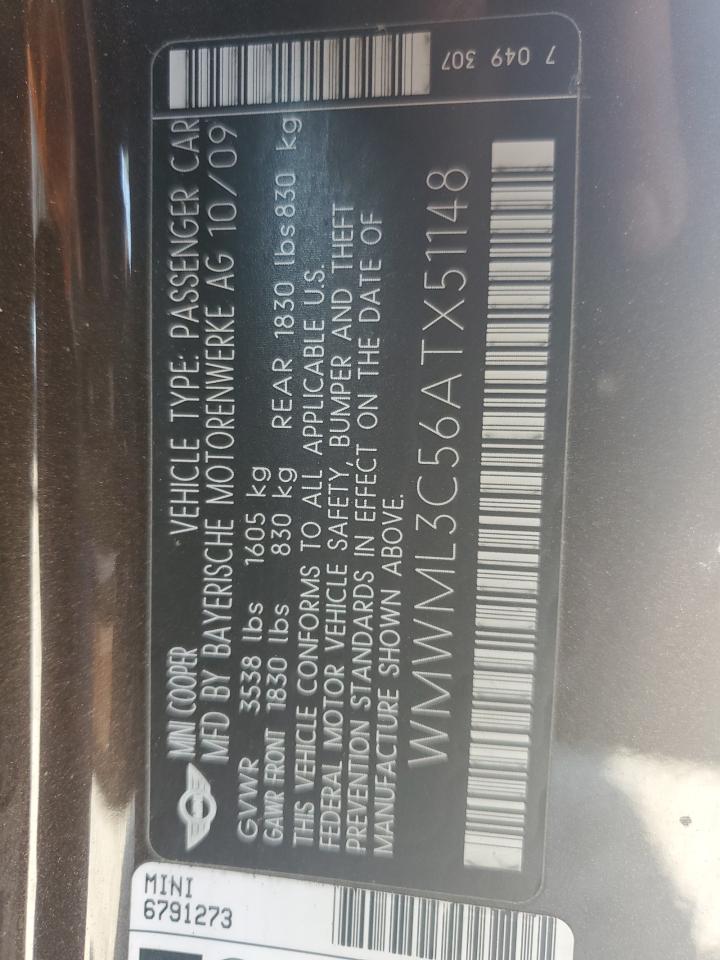 MINI COOPER VEHICLE TYPE: PASSENGER CAR
MFD BY BAYERISCHE MOTORENWERKE AG 10/09
GVWR 3538 lbs 1605 kg
GAWR FRONT 1830 lbs 830 kg REAR 1830 lbs 830 kg
THIS VEHICLE CONFORMS TO ALL APPLICABLE U.S.
FEDERAL MOTOR VEHICLE SAFETY, BUMPER AND THEFT
PREVENTION STANDARDS IN EFFECT ON THE DATE OF
MANUFACTURE SHOWN ABOVE.
WMWML3C56ATX51148
7 049 307
MINI
6791273